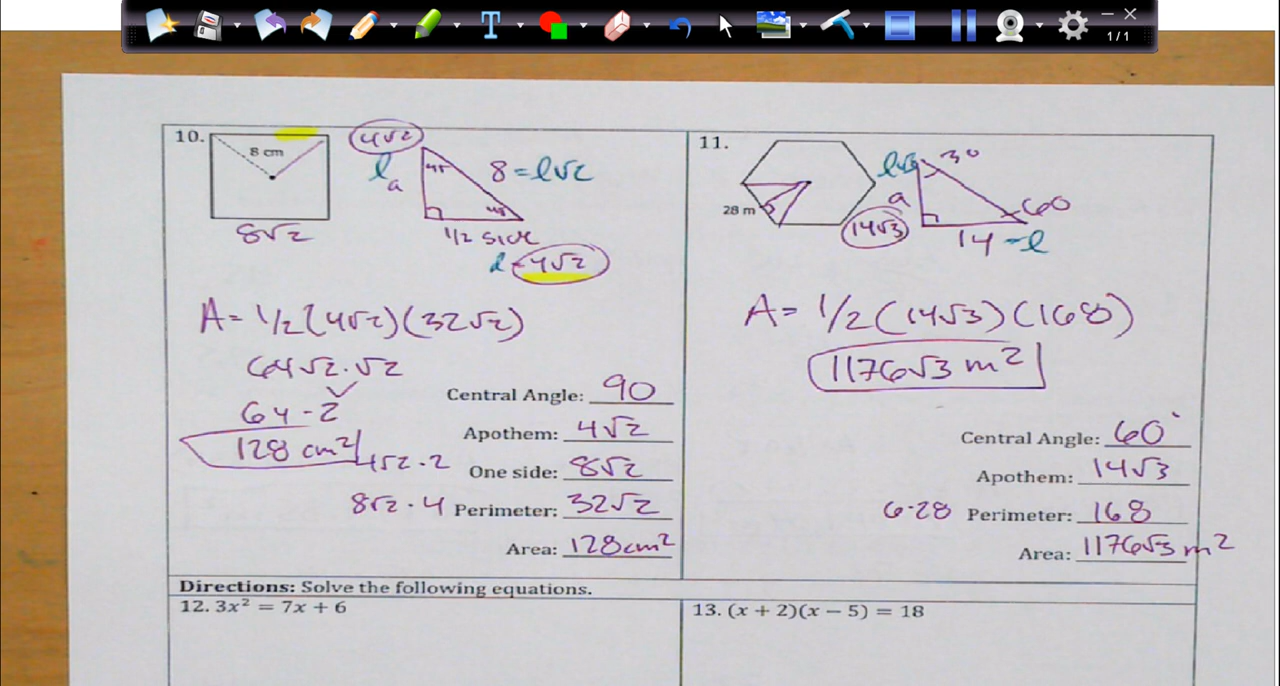 1/1
10.
8 cm
8√2
4√2
l
a
45
8 = l√2
45
1/2 side
l = 4√2
A = 1/2 (4√2)(32√2)
64√2 · √2
64 · 2
128 cm²
Central Angle: 90
Apothem: 4√2
4√2 · 2 One side: 8√2
8√2 · 4 Perimeter: 32√2
Area: 128cm²
11.
28 m
l√3
30
a
60
14√3
14 = l
A = 1/2 (14√3)(168)
1176√3 m²
Central Angle: 60°
Apothem: 14√3
6·28 Perimeter: 168
Area: 1176√3 m²
Directions: Solve the following equations.
12. 3x² = 7x + 6
13. (x + 2)(x − 5) = 18